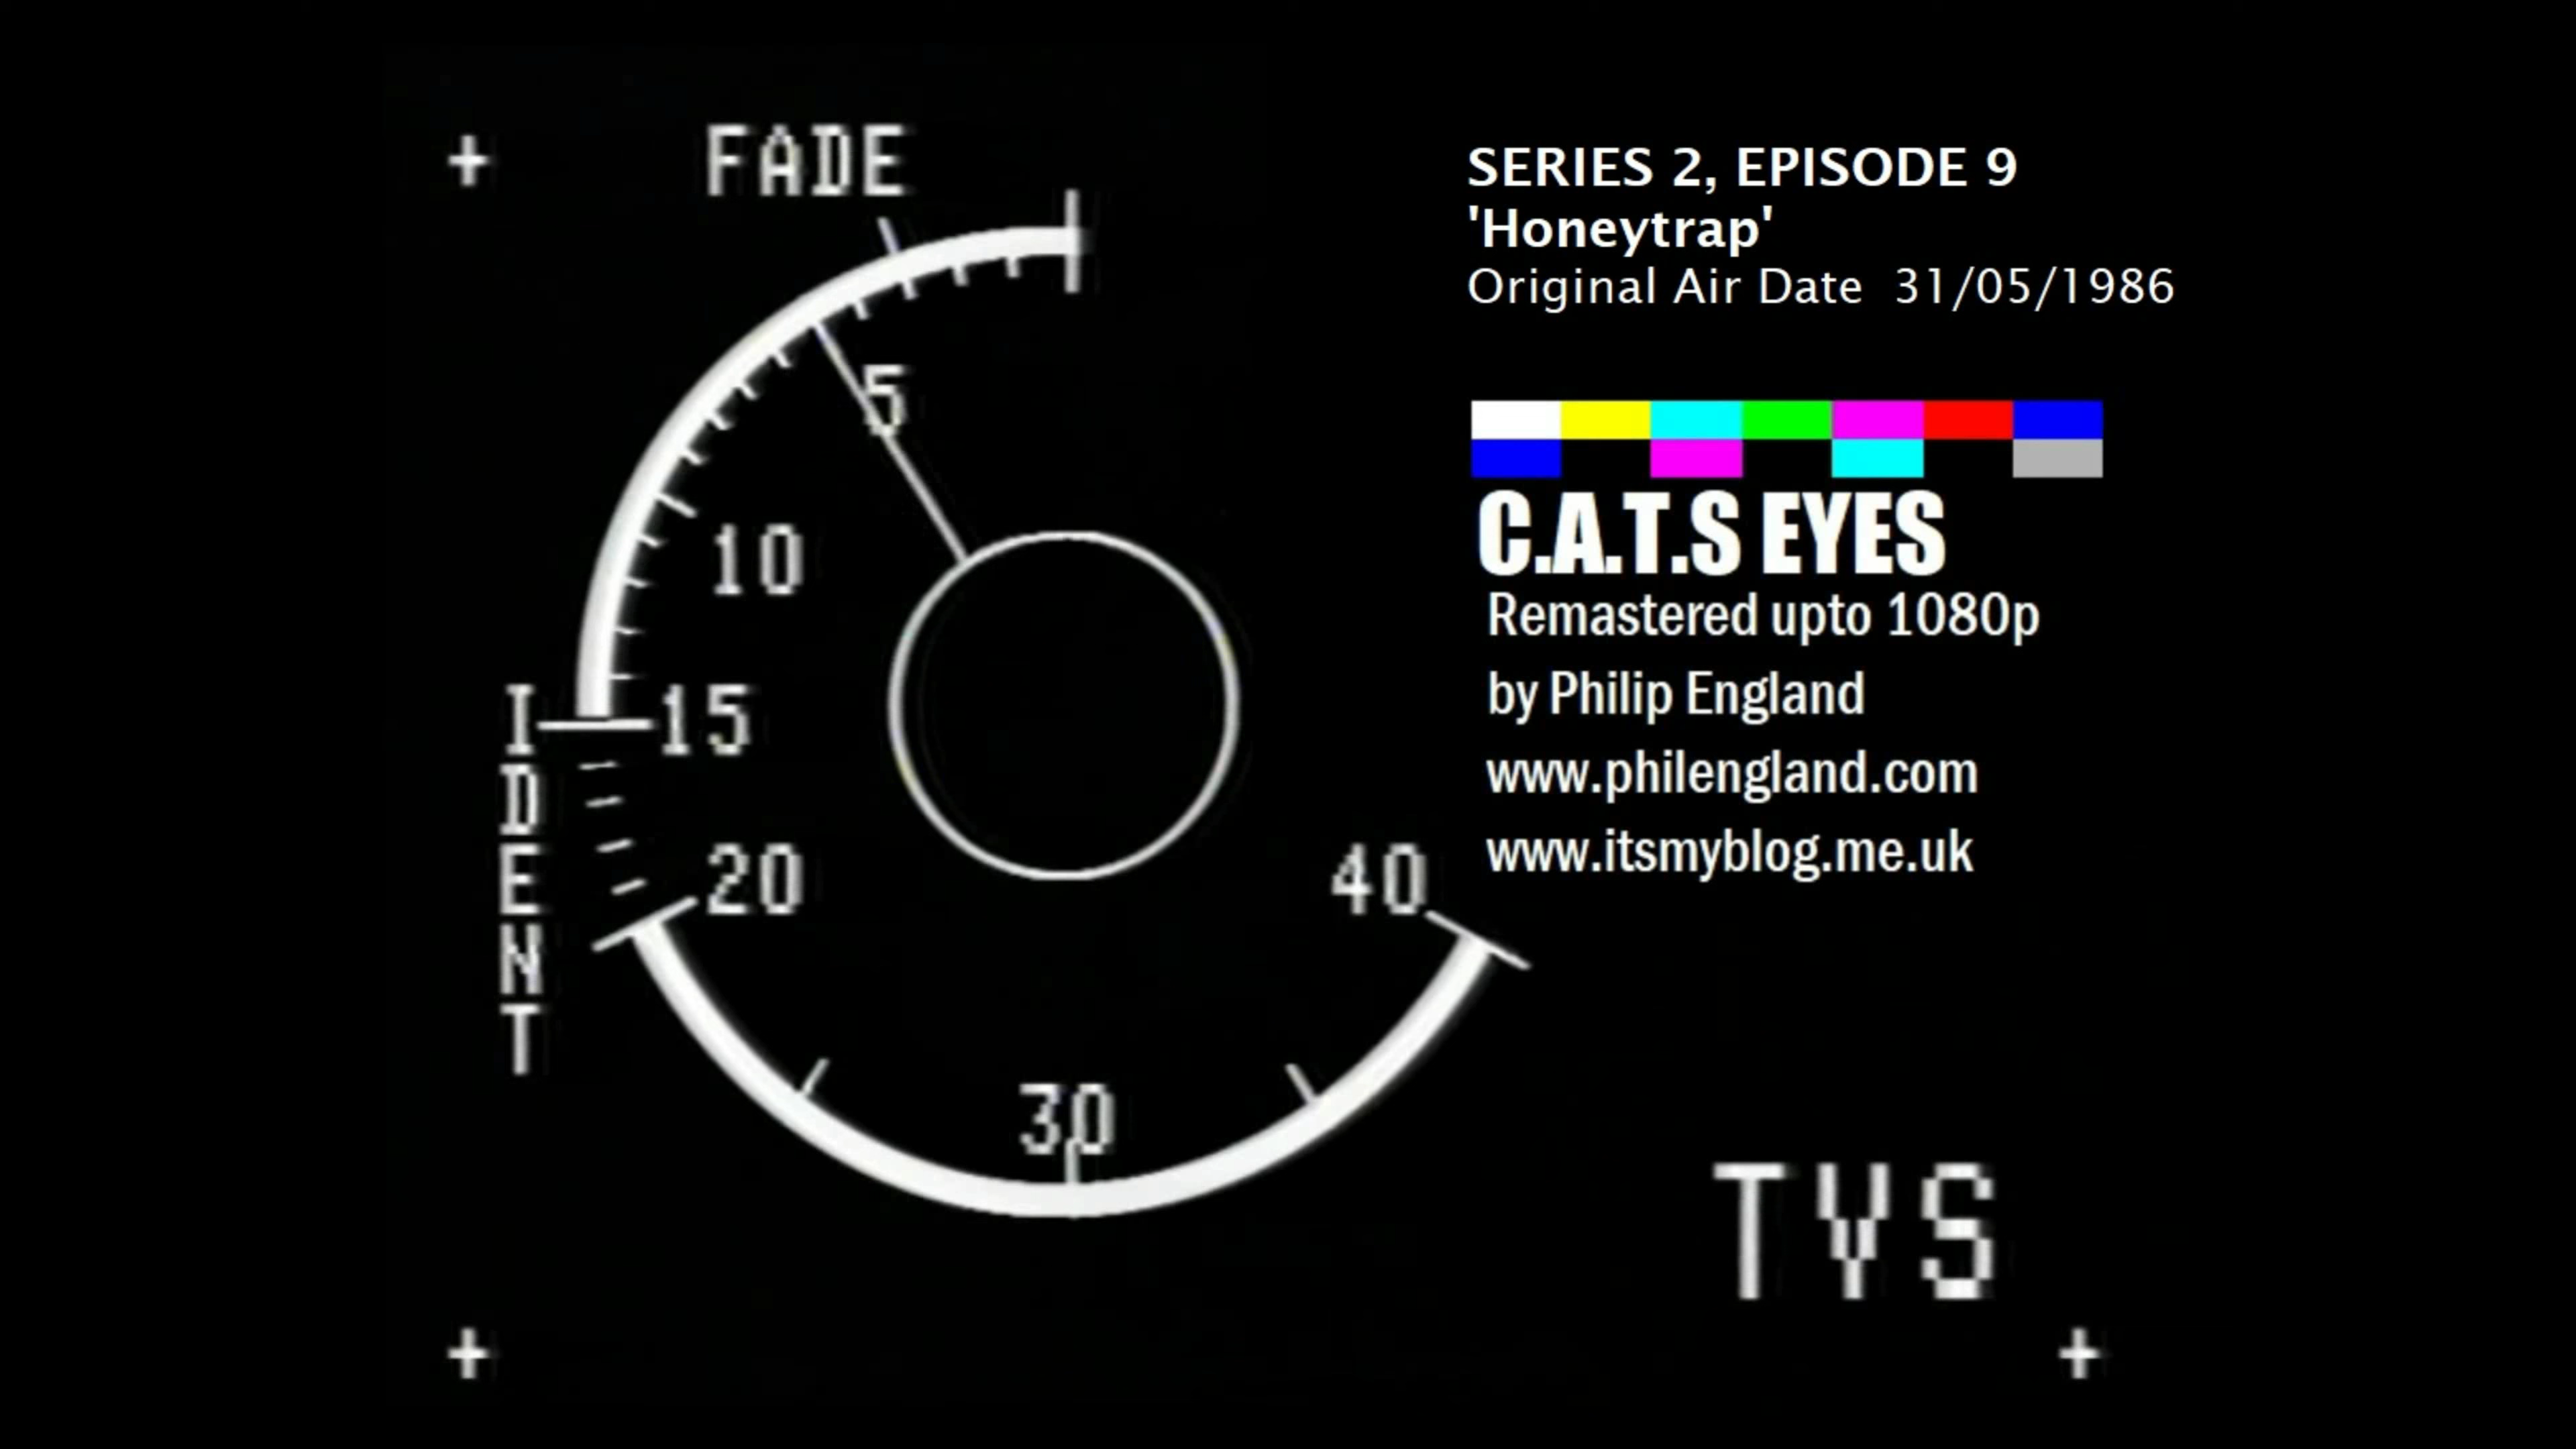 FADE
5
10
15
20
30
40
IDENT
SERIES 2, EPISODE 9
'Honeytrap'
Original Air Date 31/05/1986
C.A.T.S EYES
Remastered upto 1080p
by Philip England
www.philengland.com
www.itsmyblog.me.uk
TVS